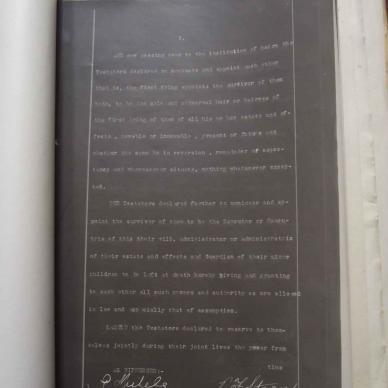 2.
AND now coming next to the institution of heirs the
Testators declared to nominate and appoint each other
that is, the first dying appoints the survivor of them
both, to be the sole and universal heir or heiress of
the first dying of them of all his or her estate and ef-
fects , movable or immovable , present or future and
whether the same be in reversion , remainder or expec-
tancy and wheresoever situate, nothing whatsoever excep-
ted.
THE Testators declared further to nominate and ap-
point the survivor of them to be the Executor or Execu-
trix of this their will, administrator or administratrix
of their estate and effects and Guardian of their minor
children to be left at death hereby giving and granting
to each other all such powers and authority as are allowed
in law and especially that of assumption.
LASTLY the Testators declared to reserve to them-
selves jointly during their joint lives the power from
time
AS WITNESSES:-